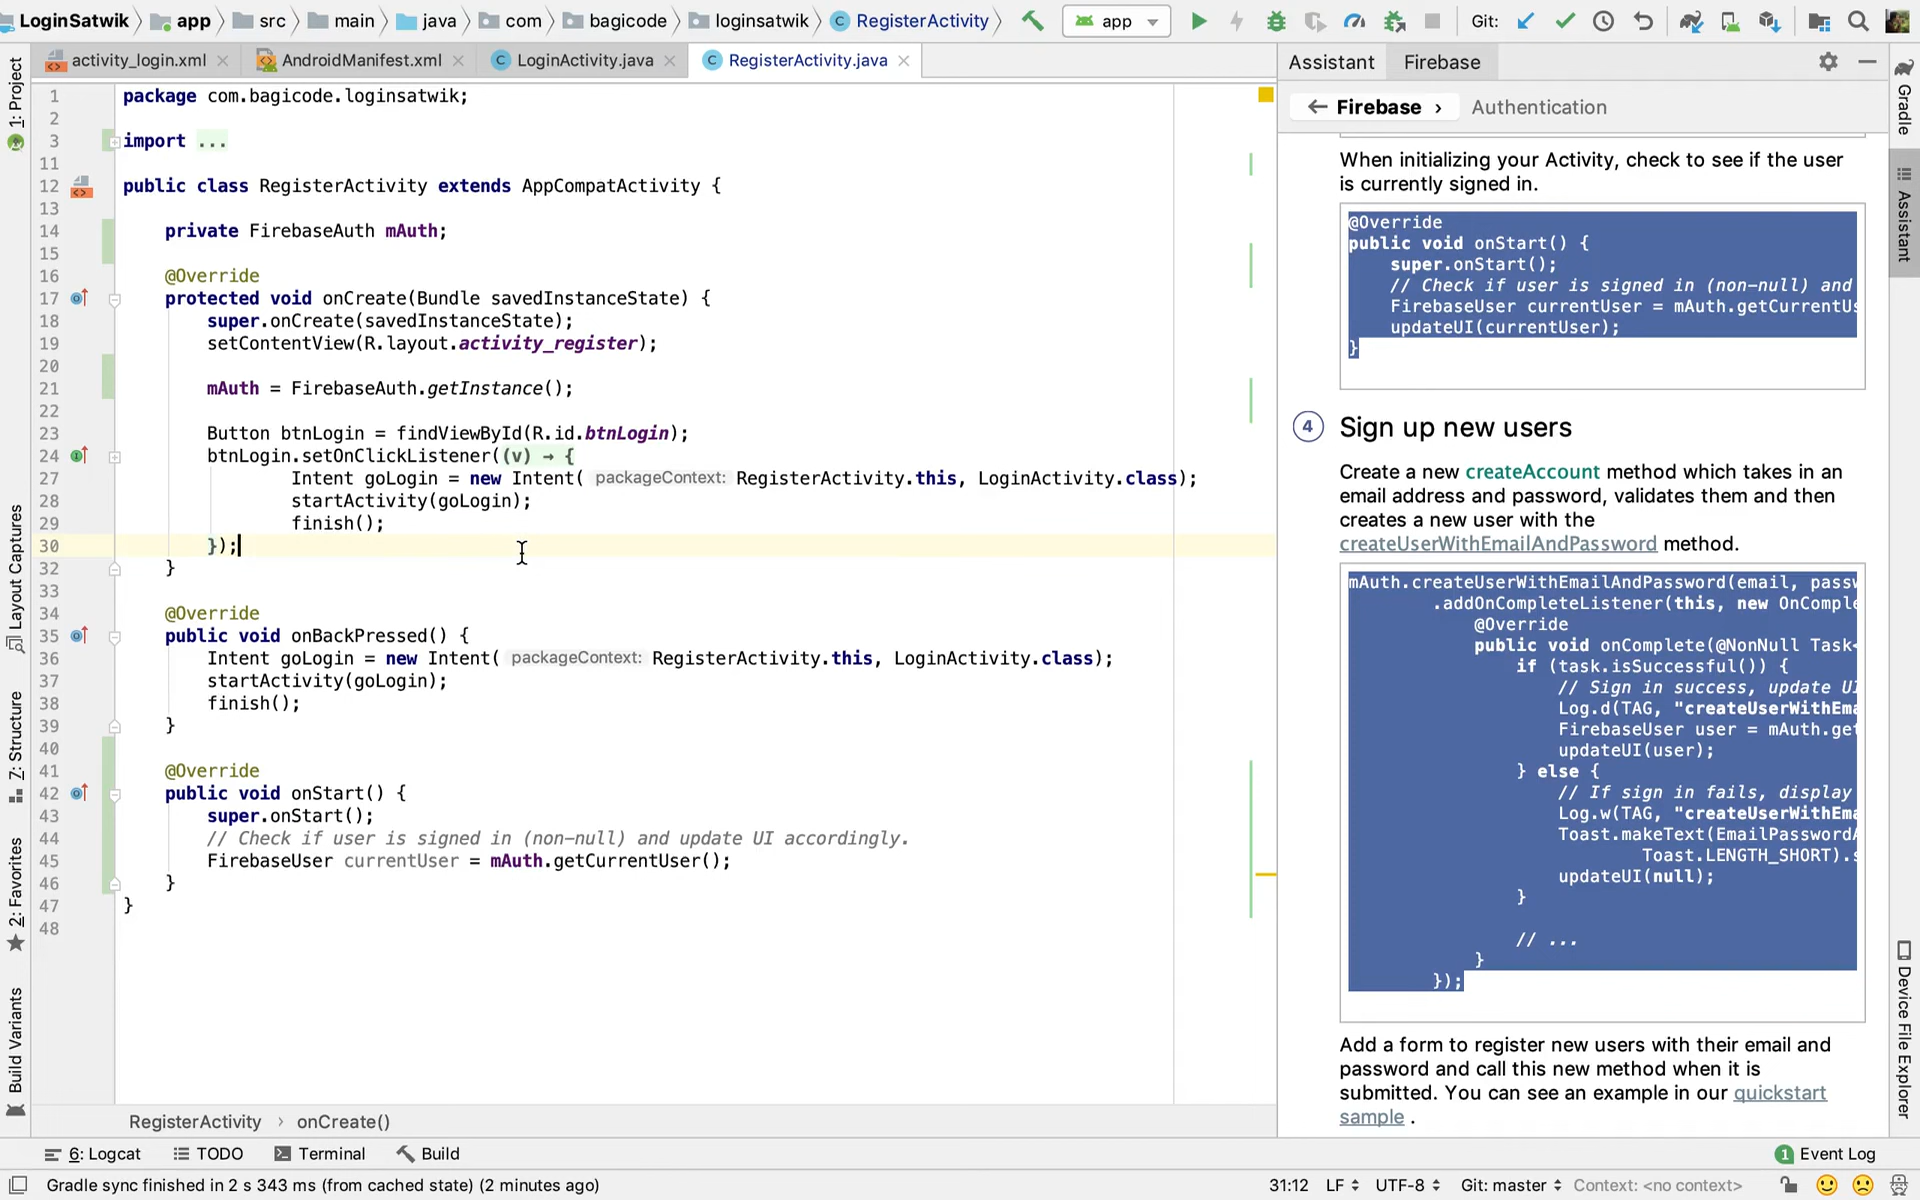 LoginSatwik app src main java com bagicode loginsatwik RegisterActivity app Git:
activity_login.xml AndroidManifest.xml LoginActivity.java RegisterActivity.java
1: Project
Layout Captures
7: Structure
2: Favorites
Build Variants
1 package com.bagicode.loginsatwik;
2
3 import ...
11
12 public class RegisterActivity extends AppCompatActivity {
13
14 private FirebaseAuth mAuth;
15
16 @Override
17 protected void onCreate(Bundle savedInstanceState) {
18 super.onCreate(savedInstanceState);
19 setContentView(R.layout.activity_register);
20
21 mAuth = FirebaseAuth.getInstance();
22
23 Button btnLogin = findViewById(R.id.btnLogin);
24 btnLogin.setOnClickListener((v) → {
27 Intent goLogin = new Intent( packageContext: RegisterActivity.this, LoginActivity.class);
28 startActivity(goLogin);
29 finish();
30 });
32 }
33
34 @Override
35 public void onBackPressed() {
36 Intent goLogin = new Intent( packageContext: RegisterActivity.this, LoginActivity.class);
37 startActivity(goLogin);
38 finish();
39 }
40
41 @Override
42 public void onStart() {
43 super.onStart();
44 // Check if user is signed in (non-null) and update UI accordingly.
45 FirebaseUser currentUser = mAuth.getCurrentUser();
46 }
47 }
48
RegisterActivity › onCreate()
Assistant Firebase
← Firebase › Authentication
When initializing your Activity, check to see if the user
is currently signed in.
@Override
public void onStart() {
super.onStart();
// Check if user is signed in (non-null) and
FirebaseUser currentUser = mAuth.getCurrentUs
updateUI(currentUser);
}
4 Sign up new users
Create a new createAccount method which takes in an
email address and password, validates them and then
creates a new user with the
createUserWithEmailAndPassword method.
mAuth.createUserWithEmailAndPassword(email, passw
.addOnCompleteListener(this, new OnComple
@Override
public void onComplete(@NonNull Task<
if (task.isSuccessful()) {
// Sign in success, update UI
Log.d(TAG, "createUserWithEma
FirebaseUser user = mAuth.get
updateUI(user);
} else {
// If sign in fails, display
Log.w(TAG, "createUserWithEma
Toast.makeText(EmailPasswordA
Toast.LENGTH_SHORT).s
updateUI(null);
}
// ...
}
});
Add a form to register new users with their email and
password and call this new method when it is
submitted. You can see an example in our quickstart
sample .
Gradle
Assistant
Device File Explorer
6: Logcat TODO Terminal Build 1 Event Log
Gradle sync finished in 2 s 343 ms (from cached state) (2 minutes ago) 31:12 LF UTF-8 Git: master Context: <no context>